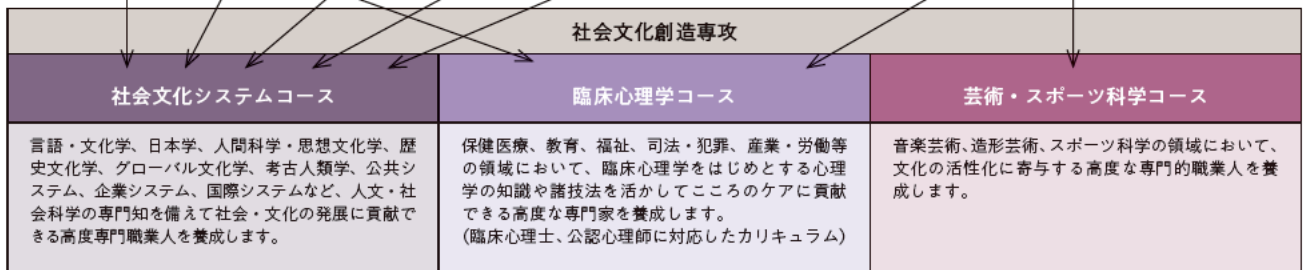 社会文化創造専攻
社会文化システムコース
言語・文化学、日本学、人間科学・思想文化学、歴
史文化学、グローバル文化学、考古人類学、公共シ
ステム、企業システム、国際システムなど、人文・社
会科学の専門知を備えて社会・文化の発展に貢献で
きる高度専門職業人を養成します。
臨床心理学コース
保健医療、教育、福祉、司法・犯罪、産業・労働等
の領域において、臨床心理学をはじめとする心理
学の知識や諸技法を活かしてこころのケアに貢献
できる高度な専門家を養成します。
(臨床心理士、公認心理師に対応したカリキュラム)
芸術・スポーツ科学コース
音楽芸術、造形芸術、スポーツ科学の領域において、
文化の活性化に寄与する高度な専門的職業人を養
成します。